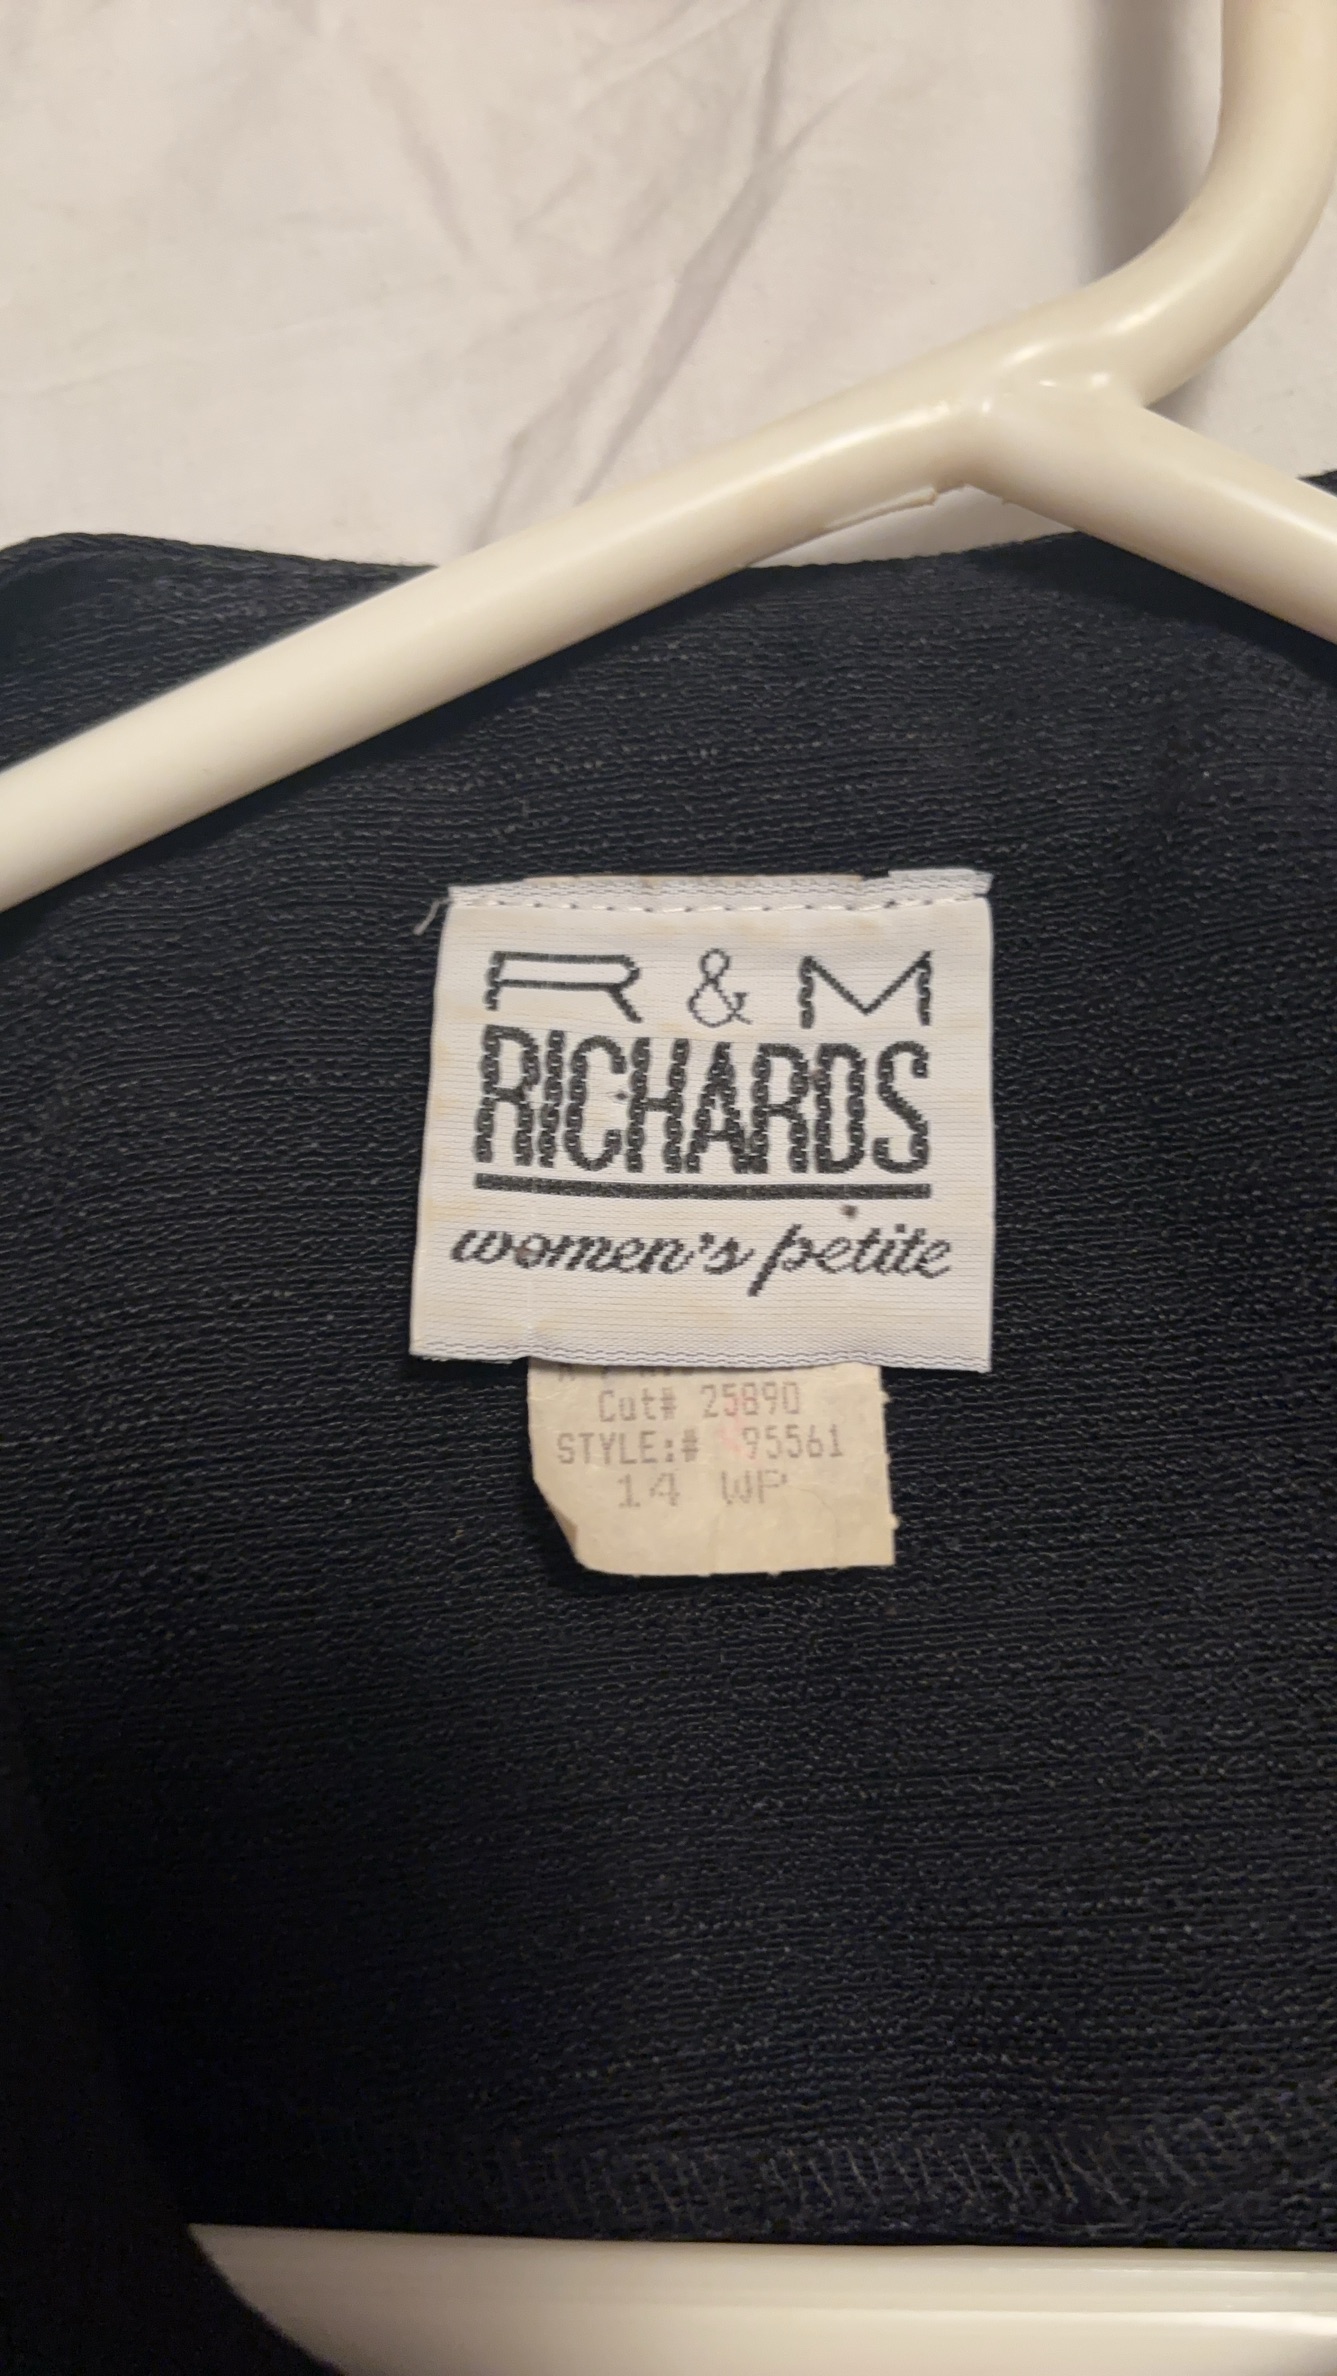 R & M
RICHARDS
women's petite
Cut# 25890
STYLE:# 95561
14 WP